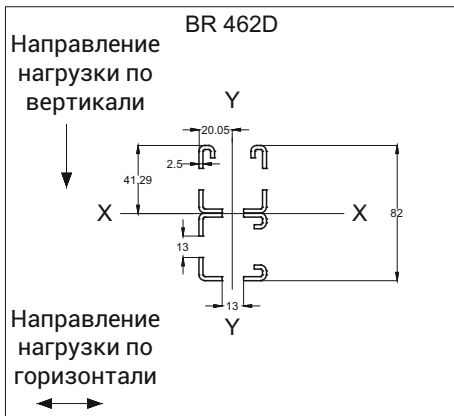 BR 462D
Направление
нагрузки по
вертикали
Y
20.05
2.5
41,29
X
X
82
13
13
Y
Направление
нагрузки по
горизонтали